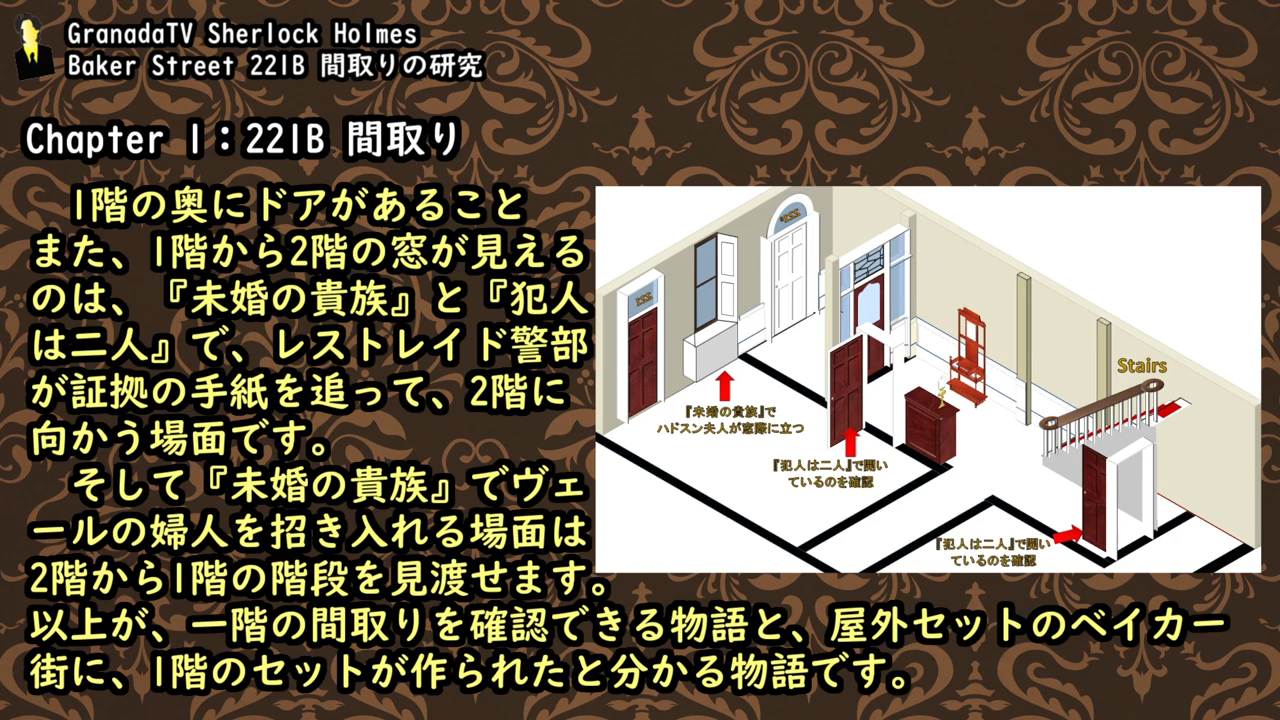 GranadaTV Sherlock Holmes
Baker Street 221B 間取りの研究
Chapter 1：221B 間取り
1階の奥にドアがあること
また、1階から2階の窓が見える
のは、『未婚の貴族』と『犯人
は二人』で、レストレイド警部
が証拠の手紙を追って、2階に
向かう場面です。
そして『未婚の貴族』でヴェ
ールの婦人を招き入れる場面は
2階から1階の階段を見渡せます。
以上が、一階の間取りを確認できる物語と、屋外セットのベイカー
街に、1階のセットが作られたと分かる物語です。
221B
Stairs
『未婚の貴族』で
ハドスン夫人が窓際に立つ
『犯人は二人』で開い
ているのを確認
『犯人は二人』で開い
ているのを確認